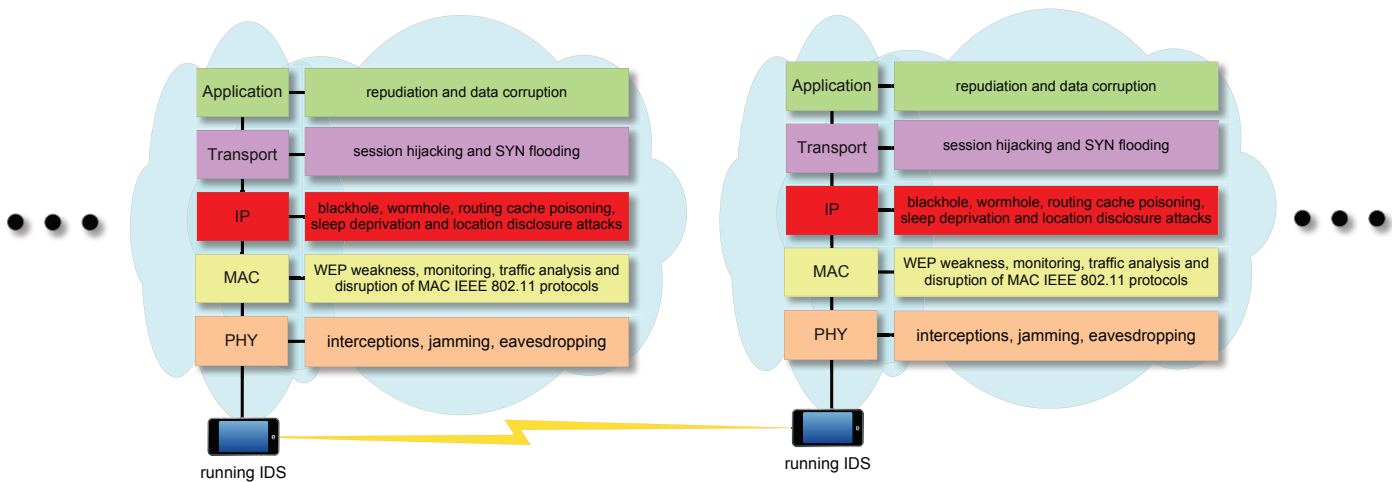 Application
repudiation and data corruption
Transport
session hijacking and SYN flooding
IP
blackhole, wormhole, routing cache poisoning,
sleep deprivation and location disclosure attacks
MAC
WEP weakness, monitoring, traffic analysis and
disruption of MAC IEEE 802.11 protocols
PHY
interceptions, jamming, eavesdropping
running IDS
Application
repudiation and data corruption
Transport
session hijacking and SYN flooding
IP
blackhole, wormhole, routing cache poisoning,
sleep deprivation and location disclosure attacks
MAC
WEP weakness, monitoring, traffic analysis and
disruption of MAC IEEE 802.11 protocols
PHY
interceptions, jamming, eavesdropping
running IDS